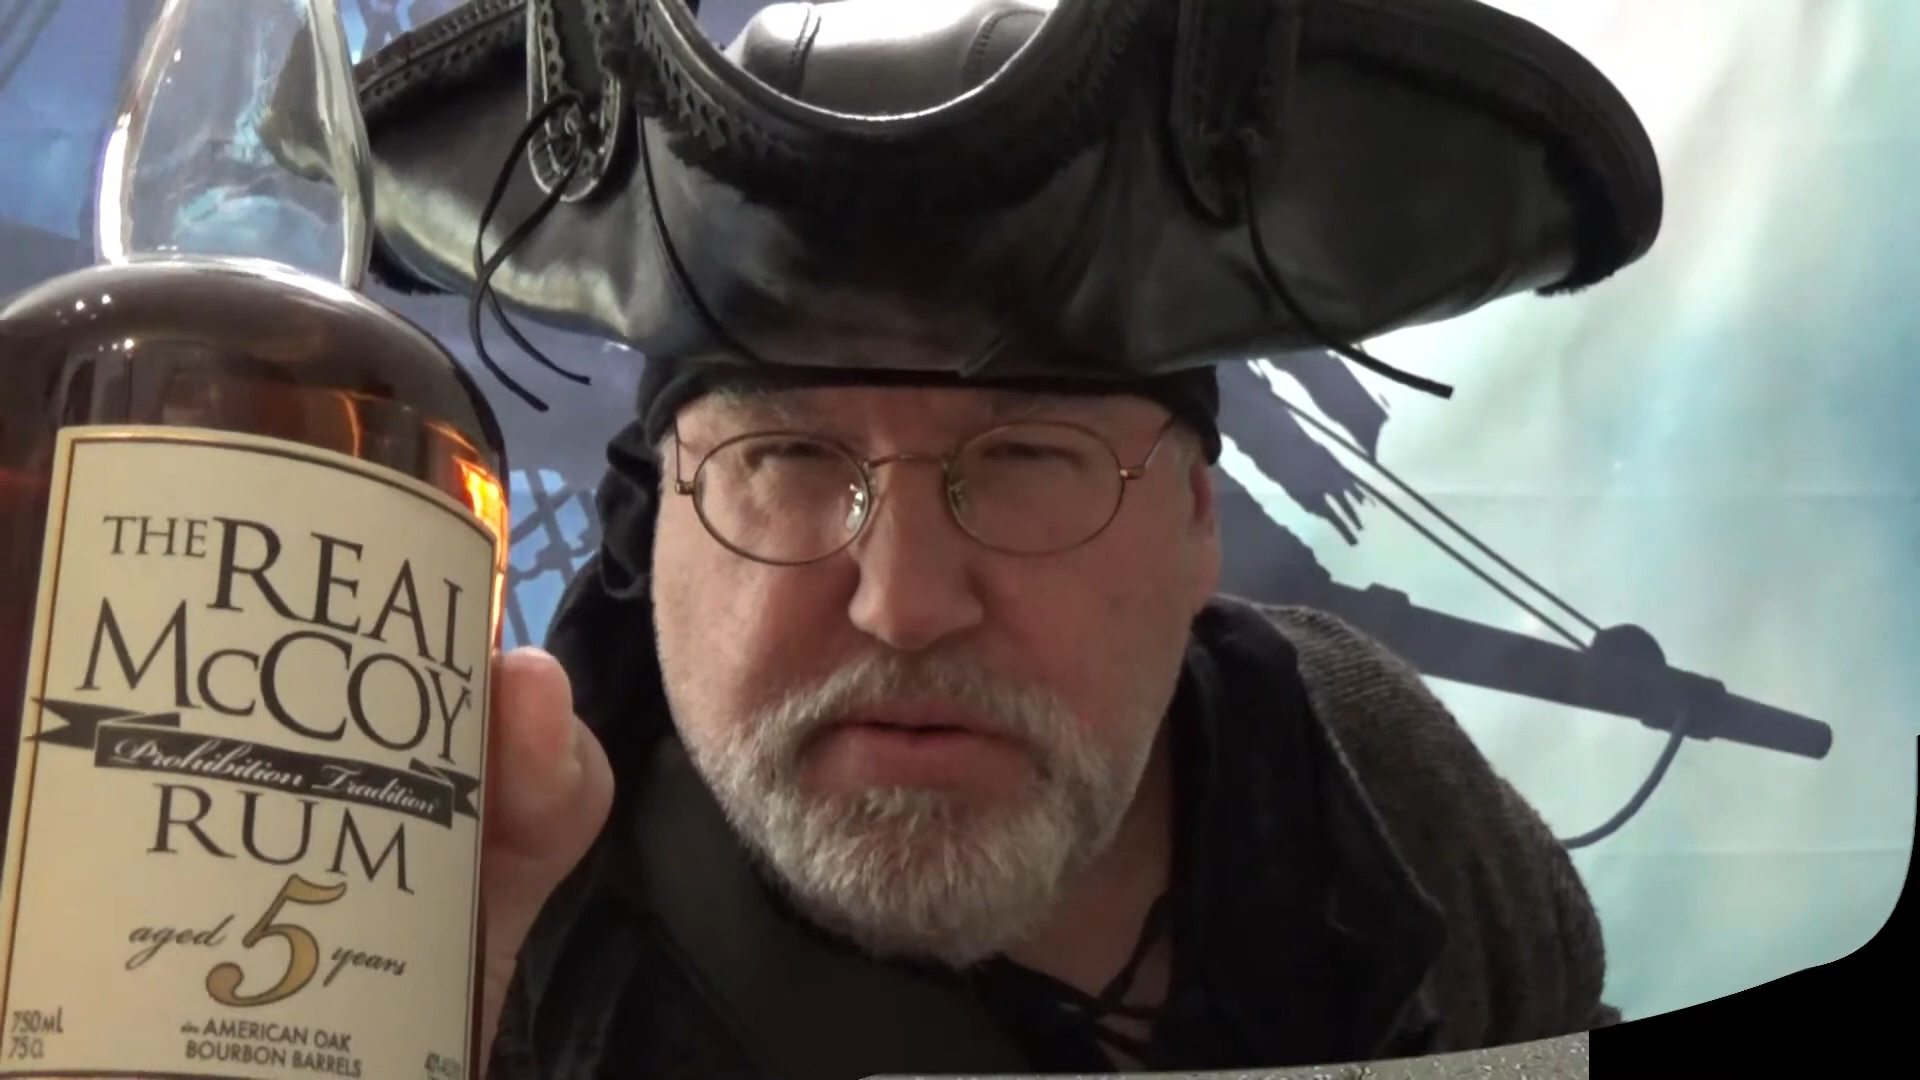 THE REAL
McCOY
Prohibition Tradition
RUM
aged 5 years
in AMERICAN OAK
BOURBON BARRELS
750ML
75CL